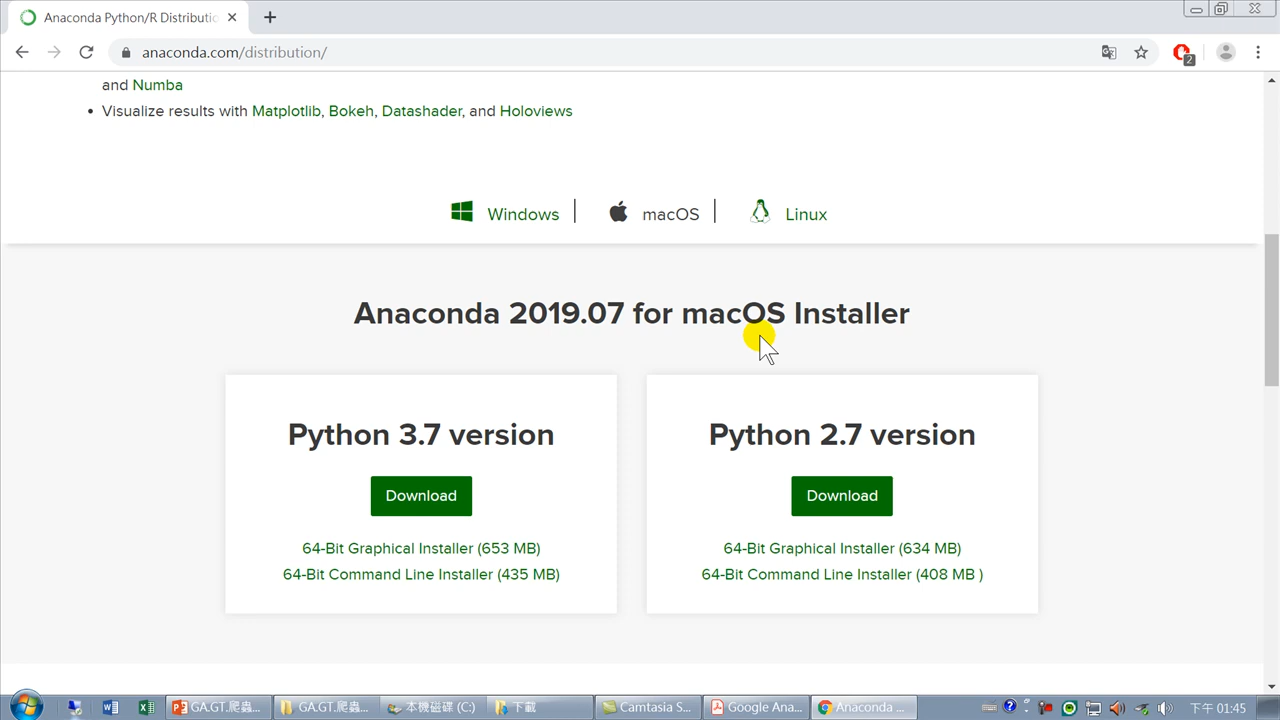 Anaconda Python/R Distributio
anaconda.com/distribution/
2
and Numba
• Visualize results with Matplotlib, Bokeh, Datashader, and Holoviews
Windows
macOS
Linux
Anaconda 2019.07 for macOS Installer
Python 3.7 version
Download
64-Bit Graphical Installer (653 MB)
64-Bit Command Line Installer (435 MB)
Python 2.7 version
Download
64-Bit Graphical Installer (634 MB)
64-Bit Command Line Installer (408 MB )
GA.GT.爬蟲...
GA.GT.爬蟲...
本機磁碟 (C:)
下載
Camtasia S...
Google Ana...
Anaconda ...
下午 01:45